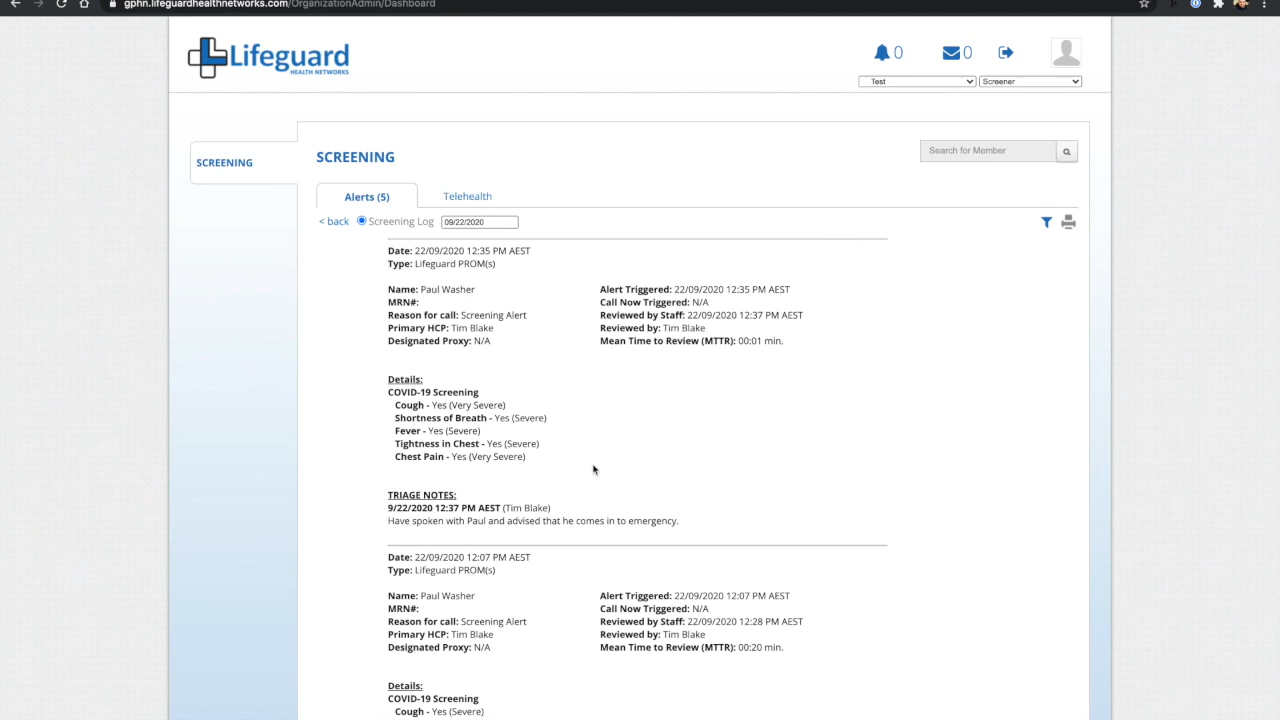 gphn.lifeguardhealthnetworks.com/OrganizationAdmin/Dashboard
Lifeguard
HEALTH NETWORKS
0 0
Test Screener
SCREENING
SCREENING
Search for Member
Alerts (5) Telehealth
< back Screening Log 09/22/2020
Date: 22/09/2020 12:35 PM AEST
Type: Lifeguard PROM(s)
Name: Paul Washer Alert Triggered: 22/09/2020 12:35 PM AEST
MRN#: Call Now Triggered: N/A
Reason for call: Screening Alert Reviewed by Staff: 22/09/2020 12:37 PM AEST
Primary HCP: Tim Blake Reviewed by: Tim Blake
Designated Proxy: N/A Mean Time to Review (MTTR): 00:01 min.
Details:
COVID-19 Screening
Cough - Yes (Very Severe)
Shortness of Breath - Yes (Severe)
Fever - Yes (Severe)
Tightness in Chest - Yes (Severe)
Chest Pain - Yes (Very Severe)
TRIAGE NOTES:
9/22/2020 12:37 PM AEST (Tim Blake)
Have spoken with Paul and advised that he comes in to emergency.
Date: 22/09/2020 12:07 PM AEST
Type: Lifeguard PROM(s)
Name: Paul Washer Alert Triggered: 22/09/2020 12:07 PM AEST
MRN#: Call Now Triggered: N/A
Reason for call: Screening Alert Reviewed by Staff: 22/09/2020 12:28 PM AEST
Primary HCP: Tim Blake Reviewed by: Tim Blake
Designated Proxy: N/A Mean Time to Review (MTTR): 00:20 min.
Details:
COVID-19 Screening
Cough - Yes (Severe)